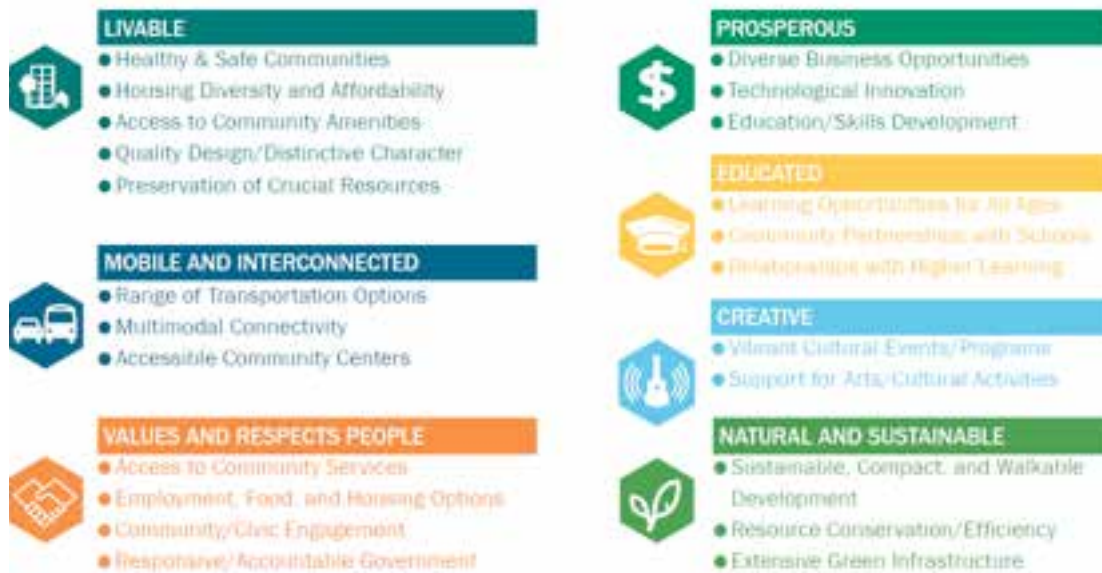 LIVABLE
● Healthy & Safe Communities
● Housing Diversity and Affordability
● Access to Community Amenities
● Quality Design/Distinctive Character
● Preservation of Crucial Resources
MOBILE AND INTERCONNECTED
● Range of Transportation Options
● Multimodal Connectivity
● Accessible Community Centers
VALUES AND RESPECTS PEOPLE
● Access to Community Services
● Employment, Food, and Housing Options
● Community/Civic Engagement
● Responsive/Accountable Government
PROSPEROUS
● Diverse Business Opportunities
● Technological Innovation
● Education/Skills Development
EDUCATED
● Learning Opportunities for All Ages
● Community Partnerships with Schools
● Relationships with Higher Learning
CREATIVE
● Vibrant Cultural Events/Programs
● Support for Arts/Cultural Activities
NATURAL AND SUSTAINABLE
● Sustainable, Compact, and Walkable
Development
● Resource Conservation/Efficiency
● Extensive Green Infrastructure